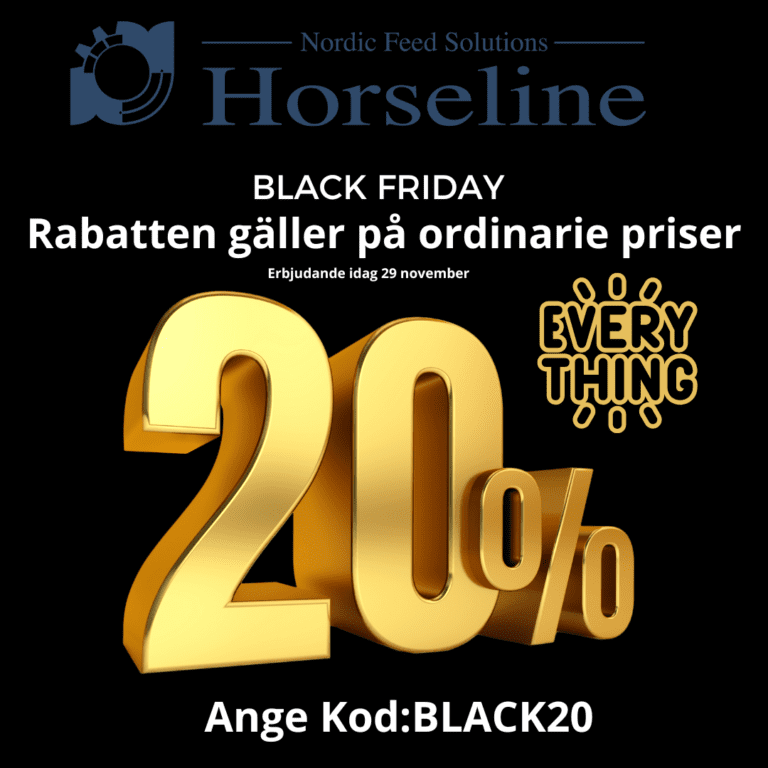 Nordic Feed Solutions
Horseline
BLACK FRIDAY
Rabatten gäller på ordinarie priser
Erbjudande idag 29 november
EVERY
THING
20%
Ange Kod:BLACK20